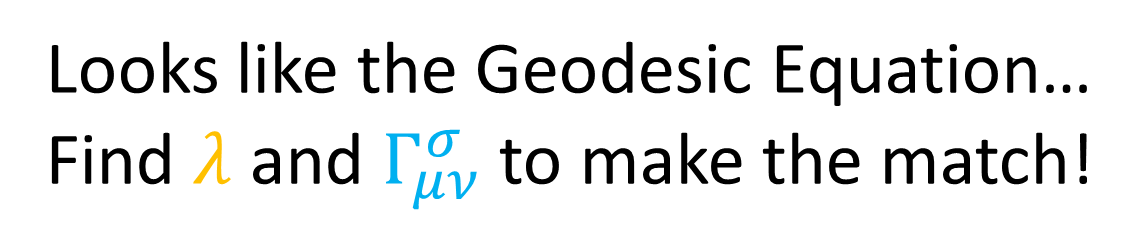 Looks like the Geodesic Equation…
Find λ and Γ^σ_μν to make the match!